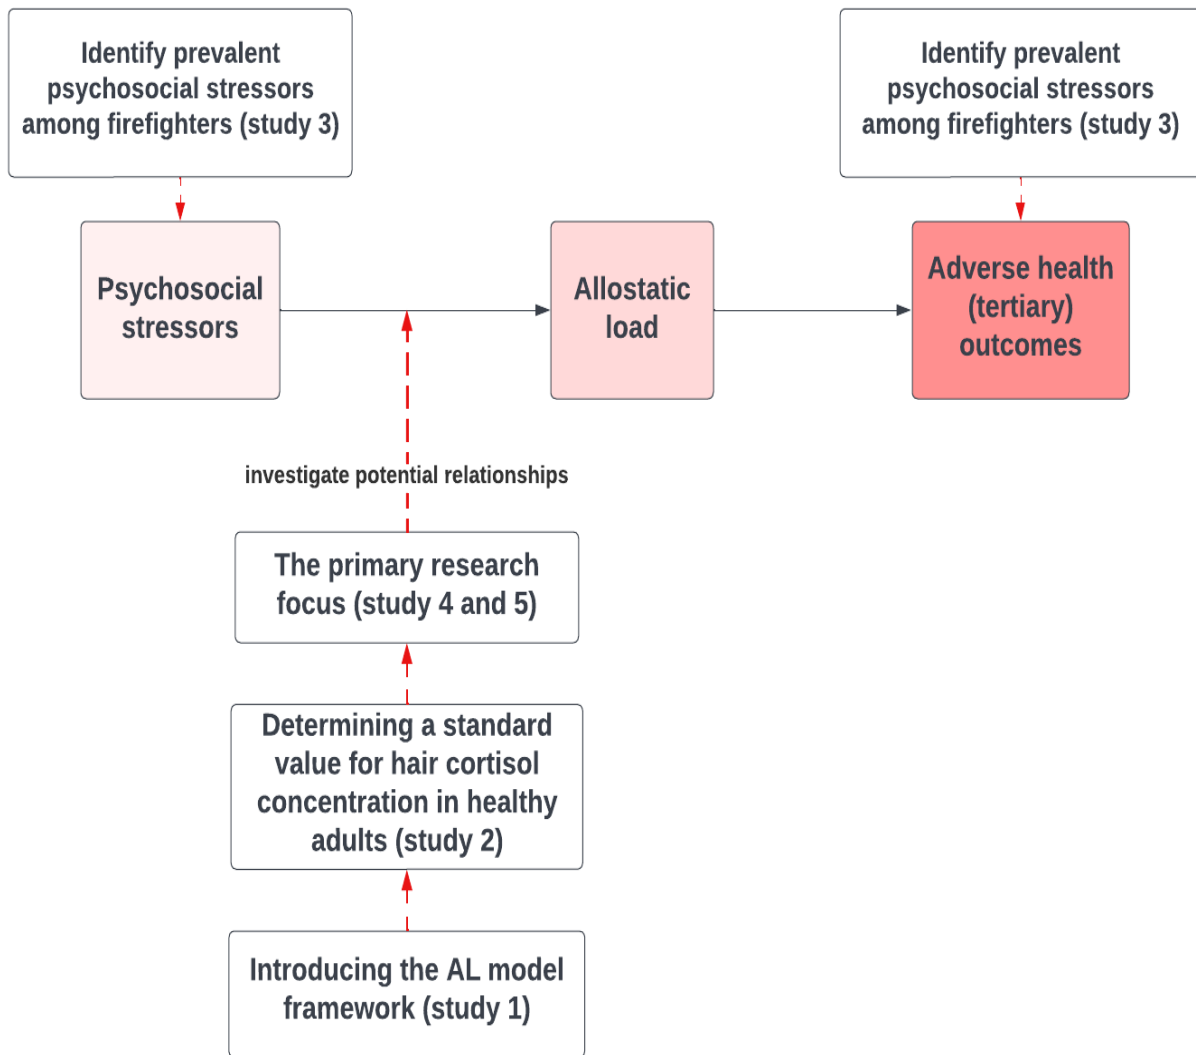 Identify prevalent
psychosocial stressors
among firefighters (study 3)
Identify prevalent
psychosocial stressors
among firefighters (study 3)
Psychosocial
stressors
Allostatic
load
Adverse health
(tertiary)
outcomes
investigate potential relationships
The primary research
focus (study 4 and 5)
Determining a standard
value for hair cortisol
concentration in healthy
adults (study 2)
Introducing the AL model
framework (study 1)